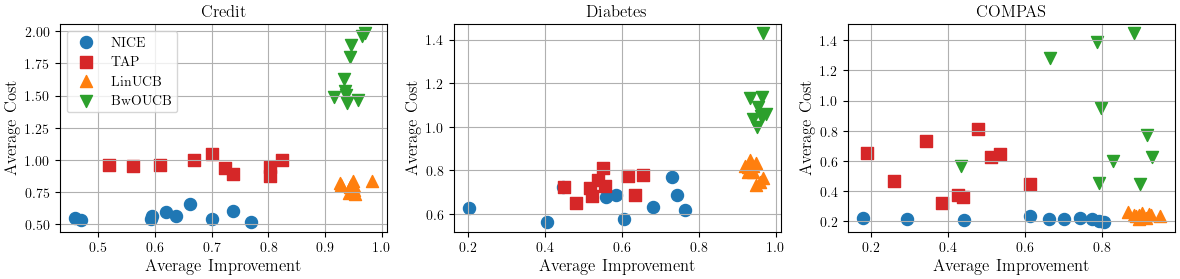 Credit
Average Cost
2.00
1.75
1.50
1.25
1.00
0.75
0.50
NICE
TAP
LinUCB
BwOUCB
0.5 0.6 0.7 0.8 0.9 1.0
Average Improvement
Diabetes
Average Cost
1.4
1.2
1.0
0.8
0.6
0.2 0.4 0.6 0.8 1.0
Average Improvement
COMPAS
Average Cost
1.4
1.2
1.0
0.8
0.6
0.4
0.2
0.2 0.4 0.6 0.8
Average Improvement